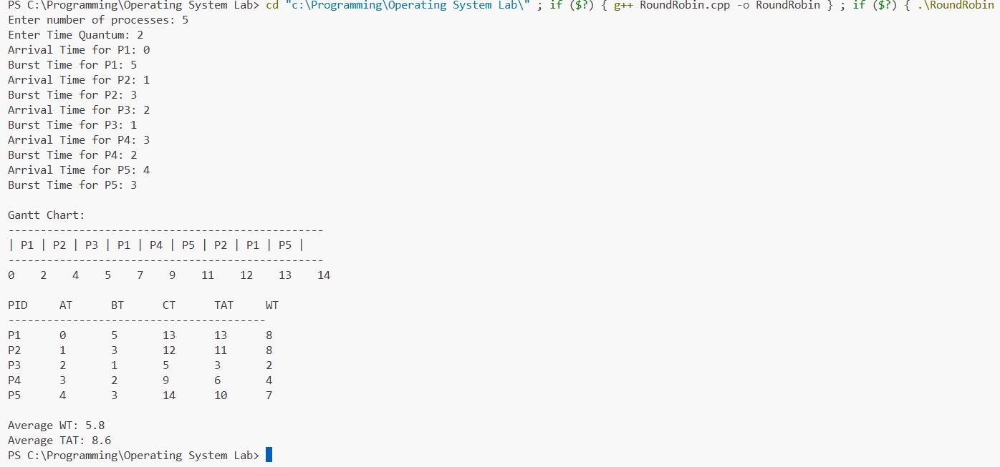 PS C:\Programming\Operating System Lab> cd "c:\Programming\Operating System Lab\" ; if ($?) { g++ RoundRobin.cpp -o RoundRobin } ; if ($?) { .\RoundRobin
Enter number of processes: 5
Enter Time Quantum: 2
Arrival Time for P1: 0
Burst Time for P1: 5
Arrival Time for P2: 1
Burst Time for P2: 3
Arrival Time for P3: 2
Burst Time for P3: 1
Arrival Time for P4: 3
Burst Time for P4: 2
Arrival Time for P5: 4
Burst Time for P5: 3
Gantt Chart:
-------------------------------------------------
| P1 | P2 | P3 | P1 | P4 | P5 | P2 | P1 | P5 |
-------------------------------------------------
0    2    4    5    7    9    11    12    13    14
PID     AT      BT      CT      TAT     WT
----------------------------------------
P1      0       5       13      13      8
P2      1       3       12      11      8
P3      2       1       5       3       2
P4      3       2       9       6       4
P5      4       3       14      10      7
Average WT: 5.8
Average TAT: 8.6
PS C:\Programming\Operating System Lab>